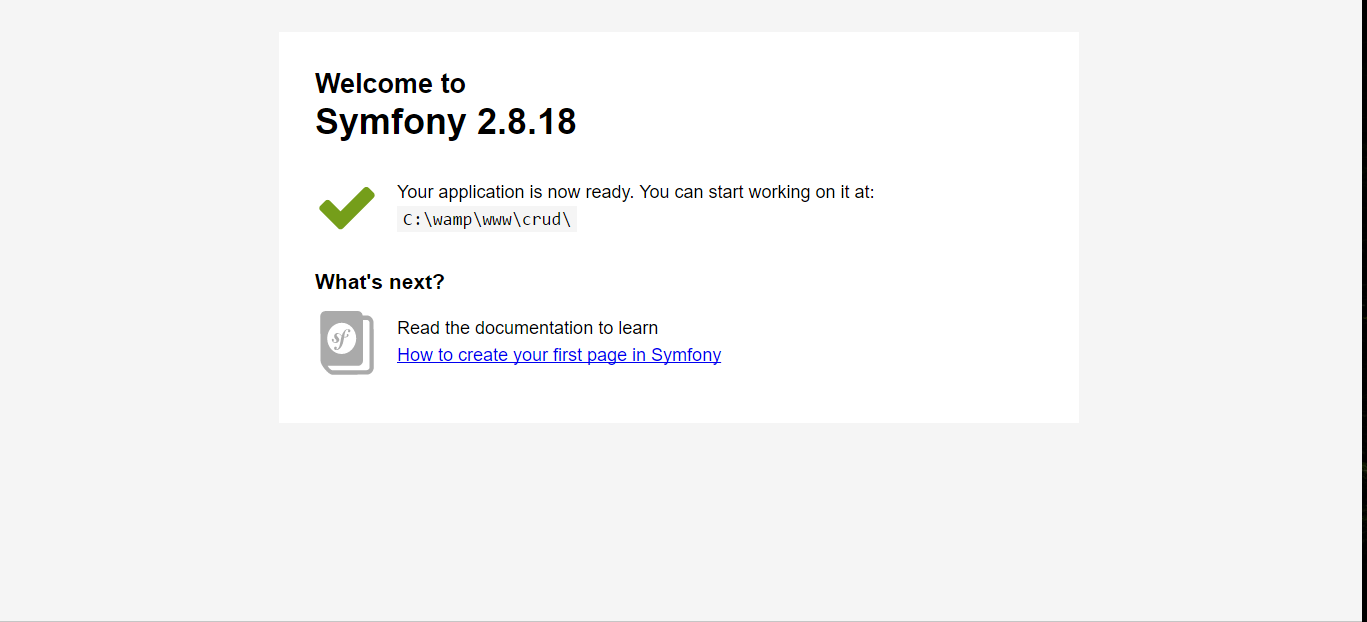 Welcome to
Symfony 2.8.18
Your application is now ready. You can start working on it at:
C:\wamp\www\crud\
What's next?
sf
Read the documentation to learn
How to create your first page in Symfony